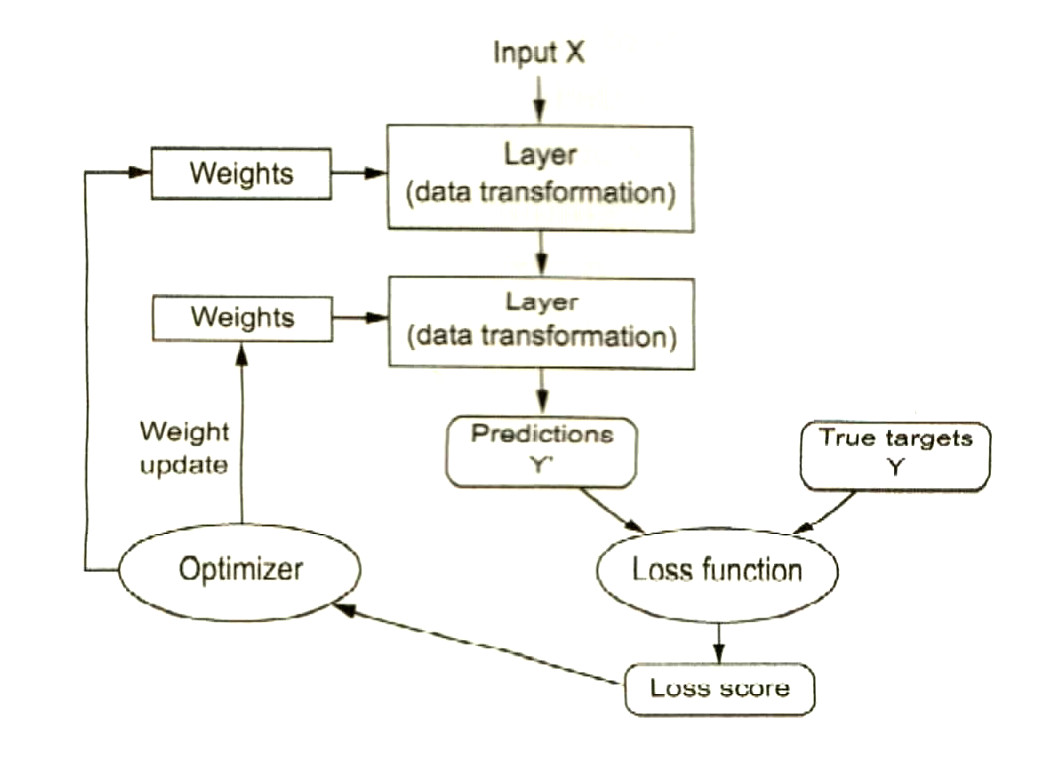 Input X
Layer
(data transformation)
Weights
Layer
(data transformation)
Weights
Weight
update
Predictions
Y'
True targets
Y
Optimizer
Loss function
Loss score